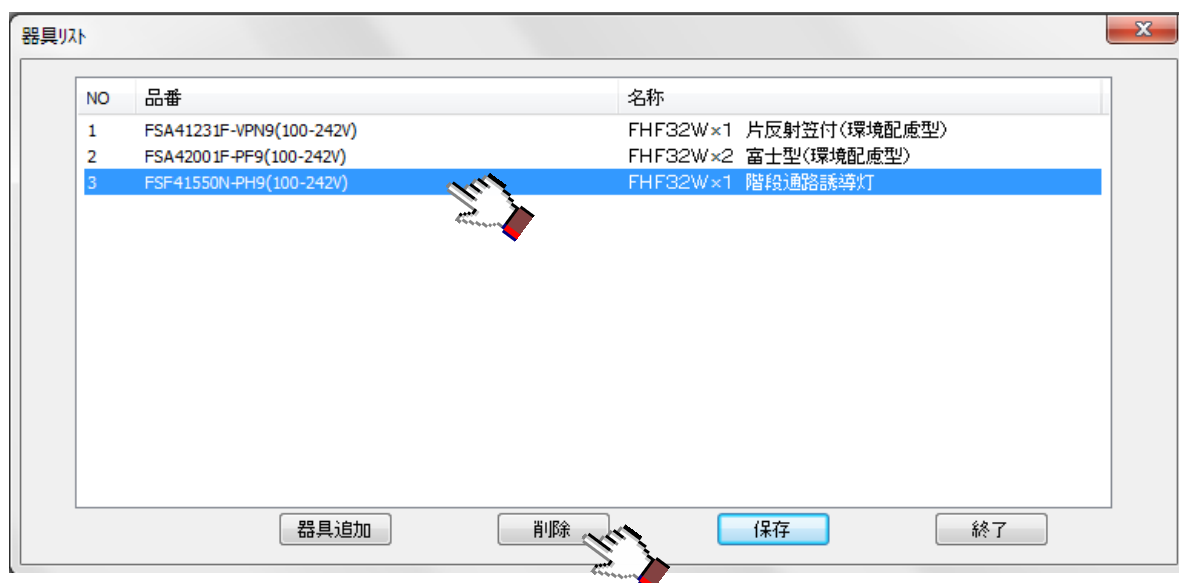 器具リスト
NO 品番 名称
1 FSA41231F-VPN9(100-242V) FHF32W×1 片反射笠付(環境配慮型)
2 FSA42001F-PF9(100-242V) FHF32W×2 富士型(環境配慮型)
3 FSF41550N-PH9(100-242V) FHF32W×1 階段通路誘導灯
器具追加 削除 保存 終了